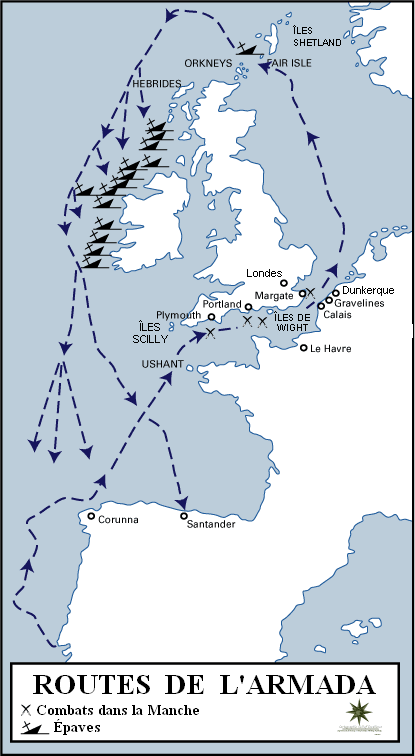 ÎLES
SHETLAND
ORKNEYS
FAIR ISLE
HEBRIDES
Londes
Margate
Dunkerque
Gravelines
Calais
Portland
Plymouth
ÎLES DE
WIGHT
ÎLES
SCILLY
Le Havre
USHANT
Corunna
Santander
ROUTES DE L'ARMADA
Combats dans la Manche
Épaves